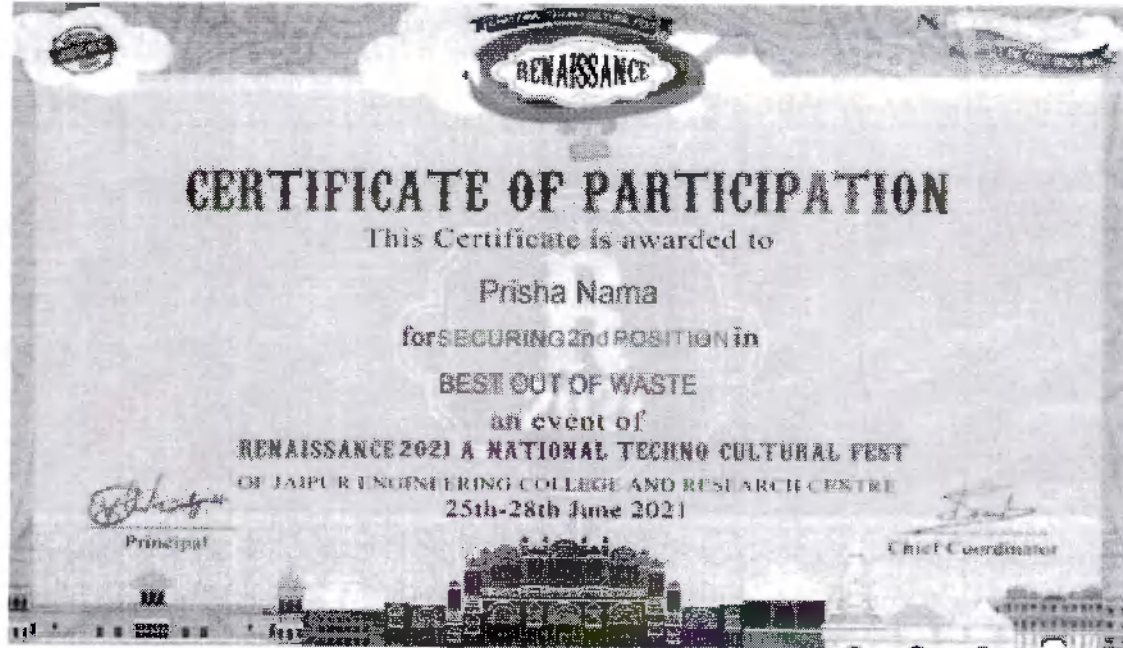 RENAISSANCE
CERTIFICATE OF PARTICIPATION
This Certificate is awarded to
Prisha Nama
for SECURING 2nd POSITION in
BEST OUT OF WASTE
an event of
RENAISSANCE 2021 A NATIONAL TECHNO CULTURAL FEST
OF JAIPUR ENGINEERING COLLEGE AND RESEARCH CENTRE
25th-28th June 2021
Principal
Chief Coordinator